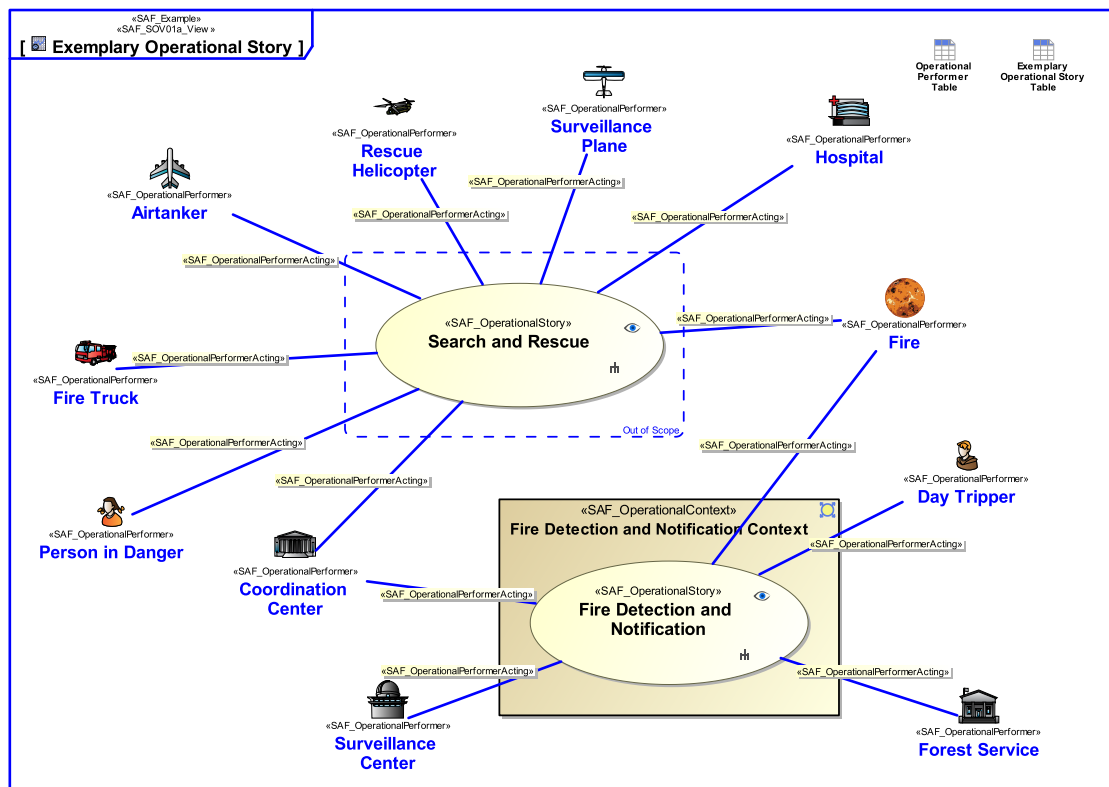 «SAF_Example»
«SAF_SOV01a_View»
[ Exemplary Operational Story ]
Operational
Performer
Table
Exemplary
Operational Story
Table
«SAF_OperationalPerformer»
Surveillance
Plane
«SAF_OperationalPerformer»
Rescue
Helicopter
«SAF_OperationalPerformer»
Hospital
«SAF_OperationalPerformer»
Airtanker
«SAF_OperationalPerformerActing»
«SAF_OperationalPerformerActing»
«SAF_OperationalPerformerActing»
«SAF_OperationalPerformerActing»
«SAF_OperationalStory»
Search and Rescue
Out of Scope
«SAF_OperationalPerformerActing»
«SAF_OperationalPerformer»
Fire
«SAF_OperationalPerformerActing»
«SAF_OperationalPerformer»
Fire Truck
«SAF_OperationalPerformerActing»
«SAF_OperationalPerformerActing»
«SAF_OperationalPerformerActing»
«SAF_OperationalPerformer»
Day Tripper
«SAF_OperationalPerformer»
Person in Danger
«SAF_OperationalContext»
Fire Detection and Notification Context
«SAF_OperationalPerformerActing»
«SAF_OperationalPerformer»
Coordination
Center
«SAF_OperationalPerformerActing»
«SAF_OperationalStory»
Fire Detection and
Notification
«SAF_OperationalPerformerActing»
«SAF_OperationalPerformerActing»
«SAF_OperationalPerformer»
Surveillance
Center
«SAF_OperationalPerformer»
Forest Service